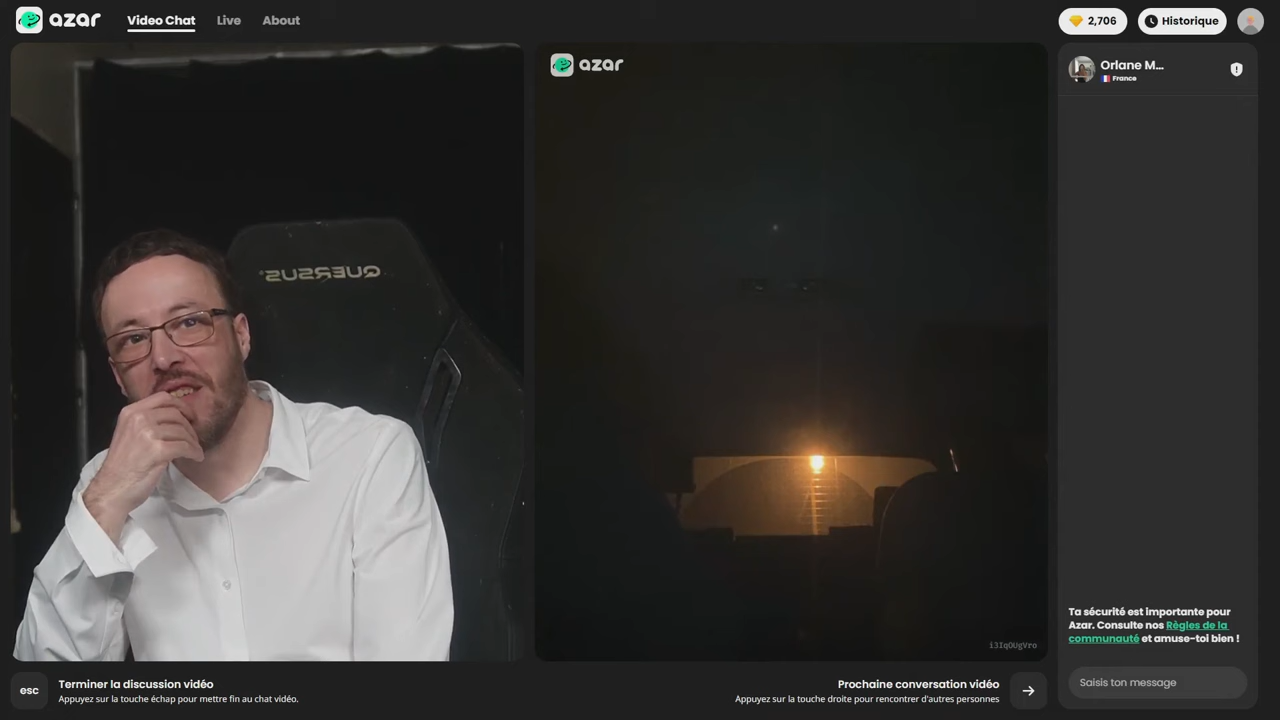 azar Video Chat Live About 2,706 Historique
azar
Orlane M...
France
QUERSUS
i3IqOUgVro
Ta sécurité est importante pour
Azar. Consulte nos Règles de la
communauté et amuse-toi bien !
Saisis ton message
esc
Terminer la discussion vidéo
Appuyez sur la touche échap pour mettre fin au chat vidéo.
Prochaine conversation vidéo
Appuyez sur la touche droite pour rencontrer d'autres personnes